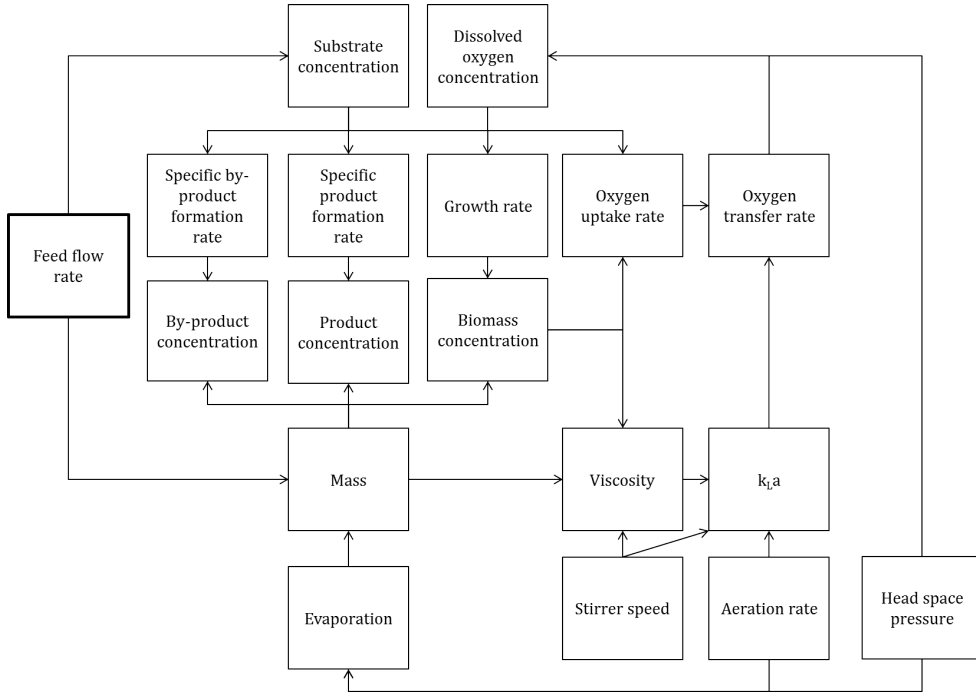 Substrate
concentration
Dissolved
oxygen
concentration
Specific by-
product
formation
rate
Specific
product
formation
rate
Growth rate
Oxygen
uptake rate
Oxygen
transfer rate
Feed flow
rate
By-product
concentration
Product
concentration
Biomass
concentration
Mass
Viscosity
kLa
Evaporation
Stirrer speed
Aeration rate
Head space
pressure